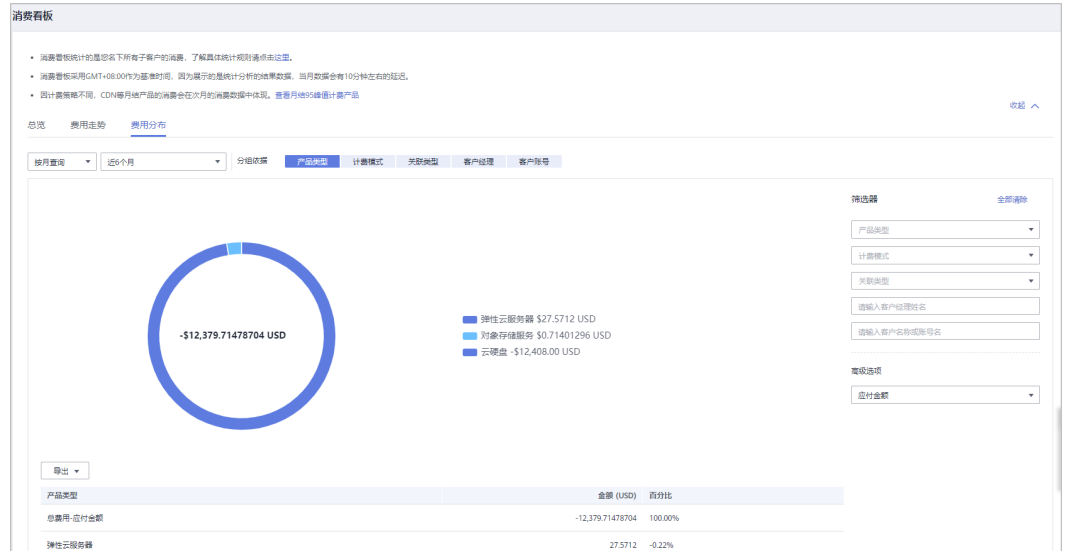 消费看板
• 消费看板统计的是您名下所有子客户的消费，了解具体统计规则请点击这里。
• 消费看板采用GMT+08:00作为基准时间，因为展示的是统计分析的结果数据，当月数据会有10分钟左右的延迟。
• 因计费策略不同，CDN等月结产品的消费会在次月的消费数据中体现。查看月结95峰值计费产品
收起
总览 费用走势 费用分布
按月查询 近6个月 分组依据 产品类型 计费模式 关联类型 客户经理 客户账号
筛选器 全部清除
产品类型
计费模式
关联类型
请输入客户经理姓名
请输入客户名称或账号名
高级选项
应付金额
-$12,379.71478704 USD
弹性云服务器 $27.5712 USD
对象存储服务 $0.71401296 USD
云硬盘 -$12,408.00 USD
导出
产品类型 金额 (USD) 百分比
总费用-应付金额 -12,379.71478704 100.00%
弹性云服务器 27.5712 -0.22%